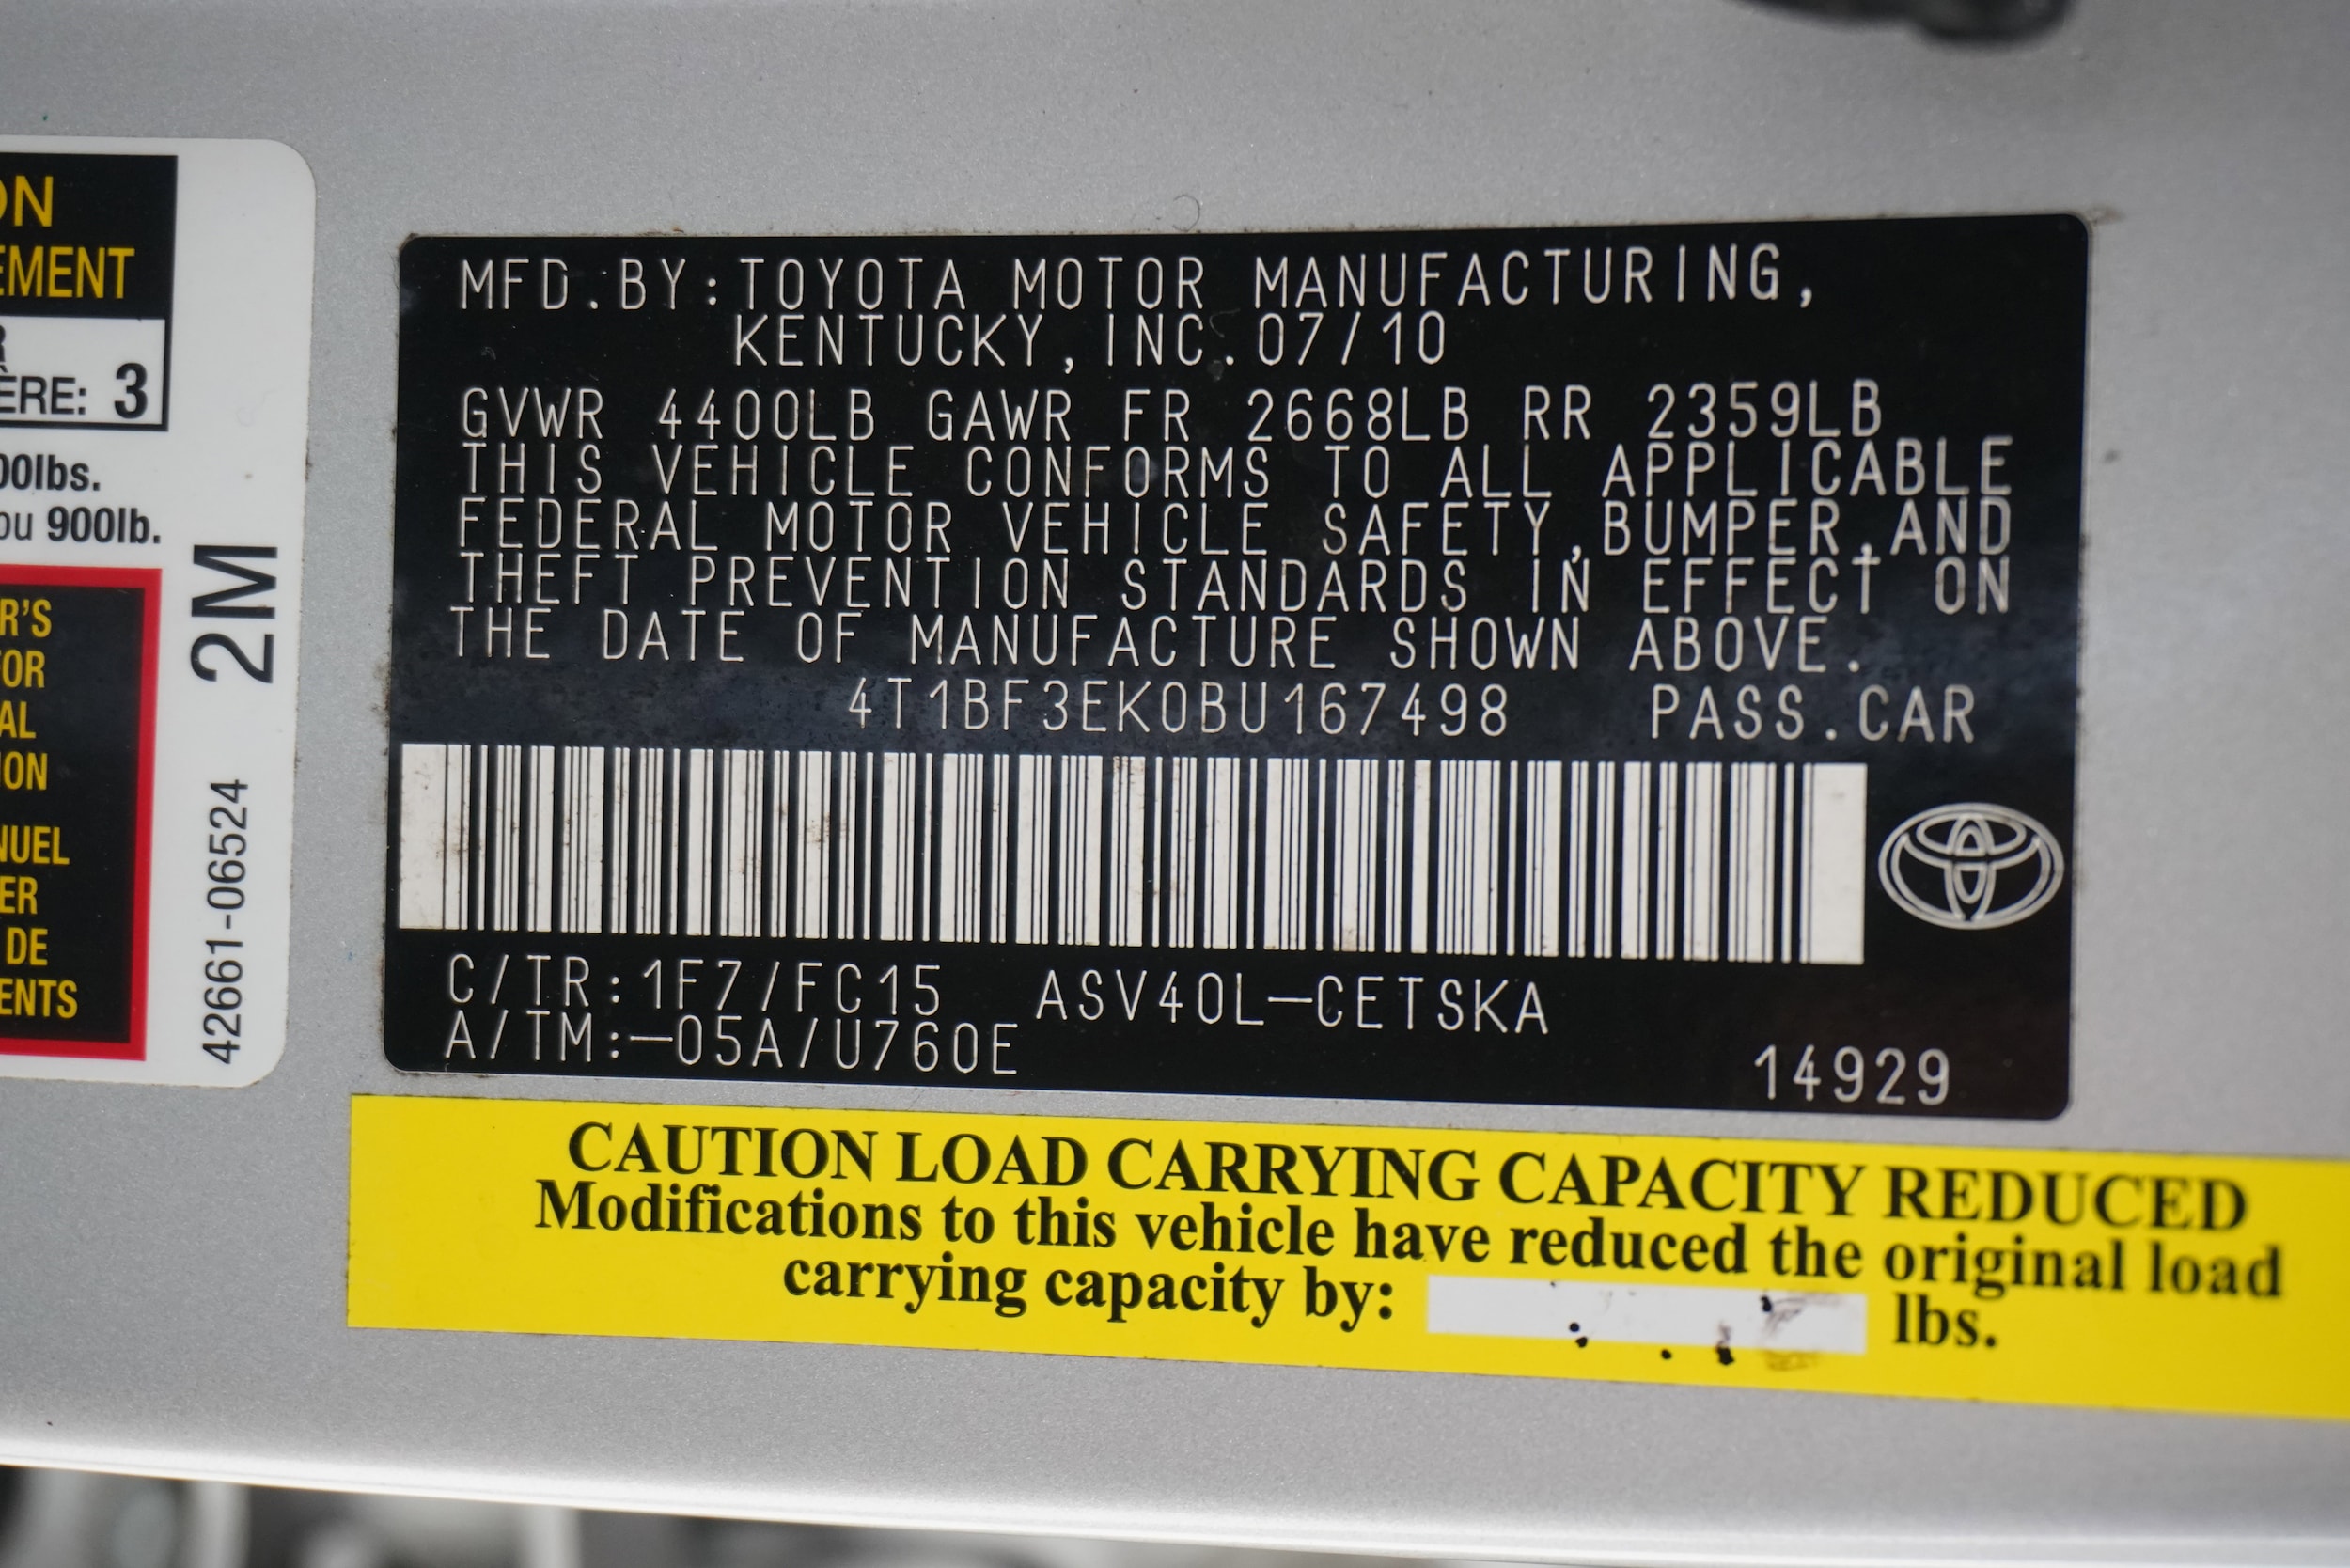 ON
EMENT
R
ÈRE: 3
00lbs.
ou 900lb.
R'S
FOR
AL
ION
NUEL
ER
DE
ENTS
2M
42661-06524
MFD.BY:TOYOTA MOTOR MANUFACTURING,
KENTUCKY,INC.07/10
GVWR 4400LB GAWR FR 2668LB RR 2359LB
THIS VEHICLE CONFORMS TO ALL APPLICABLE
FEDERAL MOTOR VEHICLE SAFETY,BUMPER,AND
THEFT PREVENTION STANDARDS IN EFFECT ON
THE DATE OF MANUFACTURE SHOWN ABOVE.
4T1BF3EK0BU167498 PASS.CAR
C/TR:1F7/FC15 ASV40L-CETSKA
A/TM:-05A/U760E
14929
CAUTION LOAD CARRYING CAPACITY REDUCED
Modifications to this vehicle have reduced the original load
carrying capacity by: lbs.